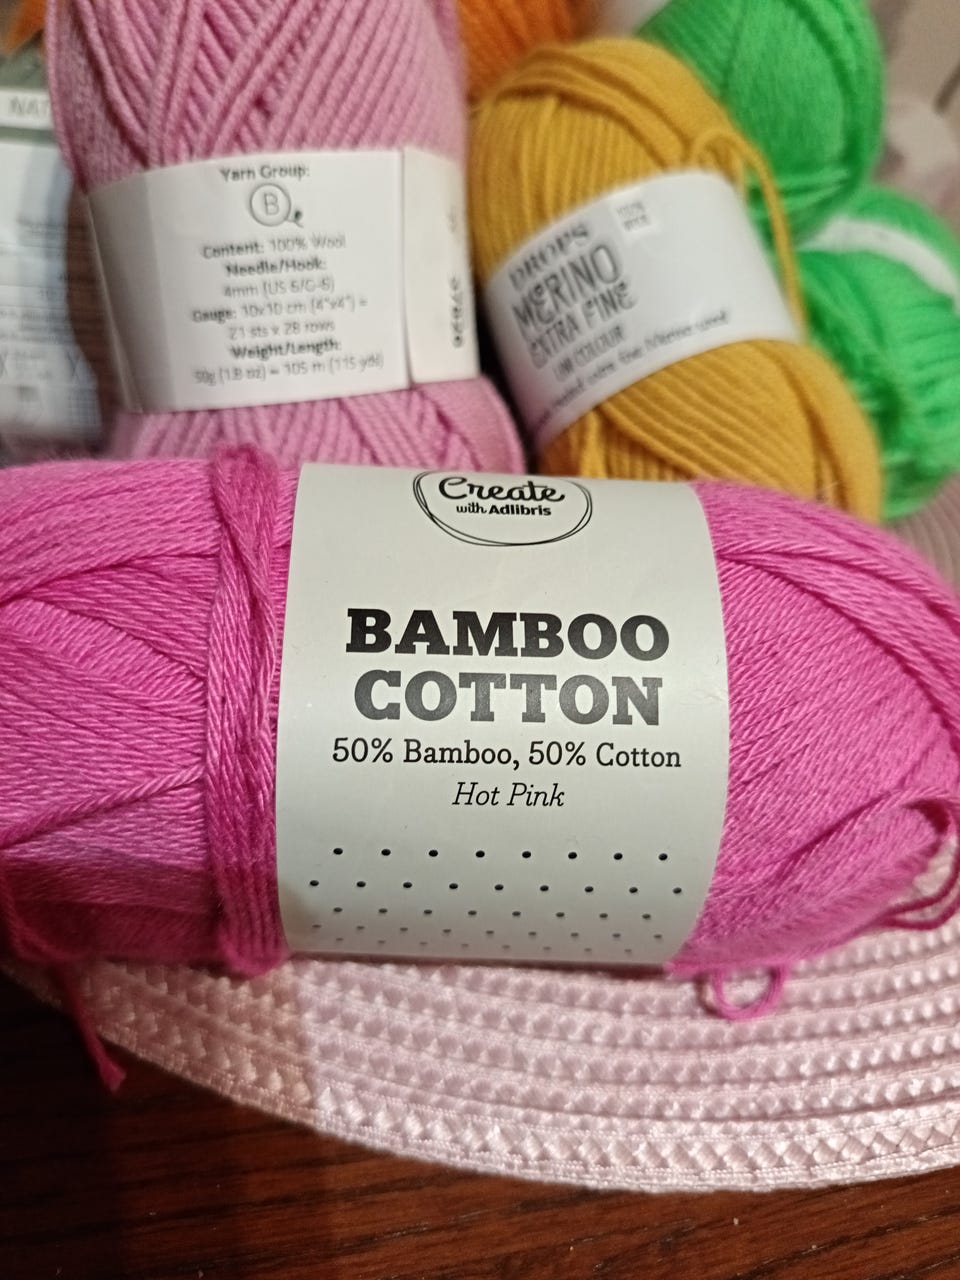 NAT
Yarn Group:
B
Content: 100% Wool
Needle/Hook:
4mm (US 6/G-6)
Gauge: 10x10 cm (4"x4") =
21 sts x 28 rows
Weight/Length:
50g (1.8 oz) = 105 m (115 yds)
DROPS
MERINO
EXTRA FINE
UNI COLOUR
Create
with Adlibris
BAMBOO
COTTON
50% Bamboo, 50% Cotton
Hot Pink